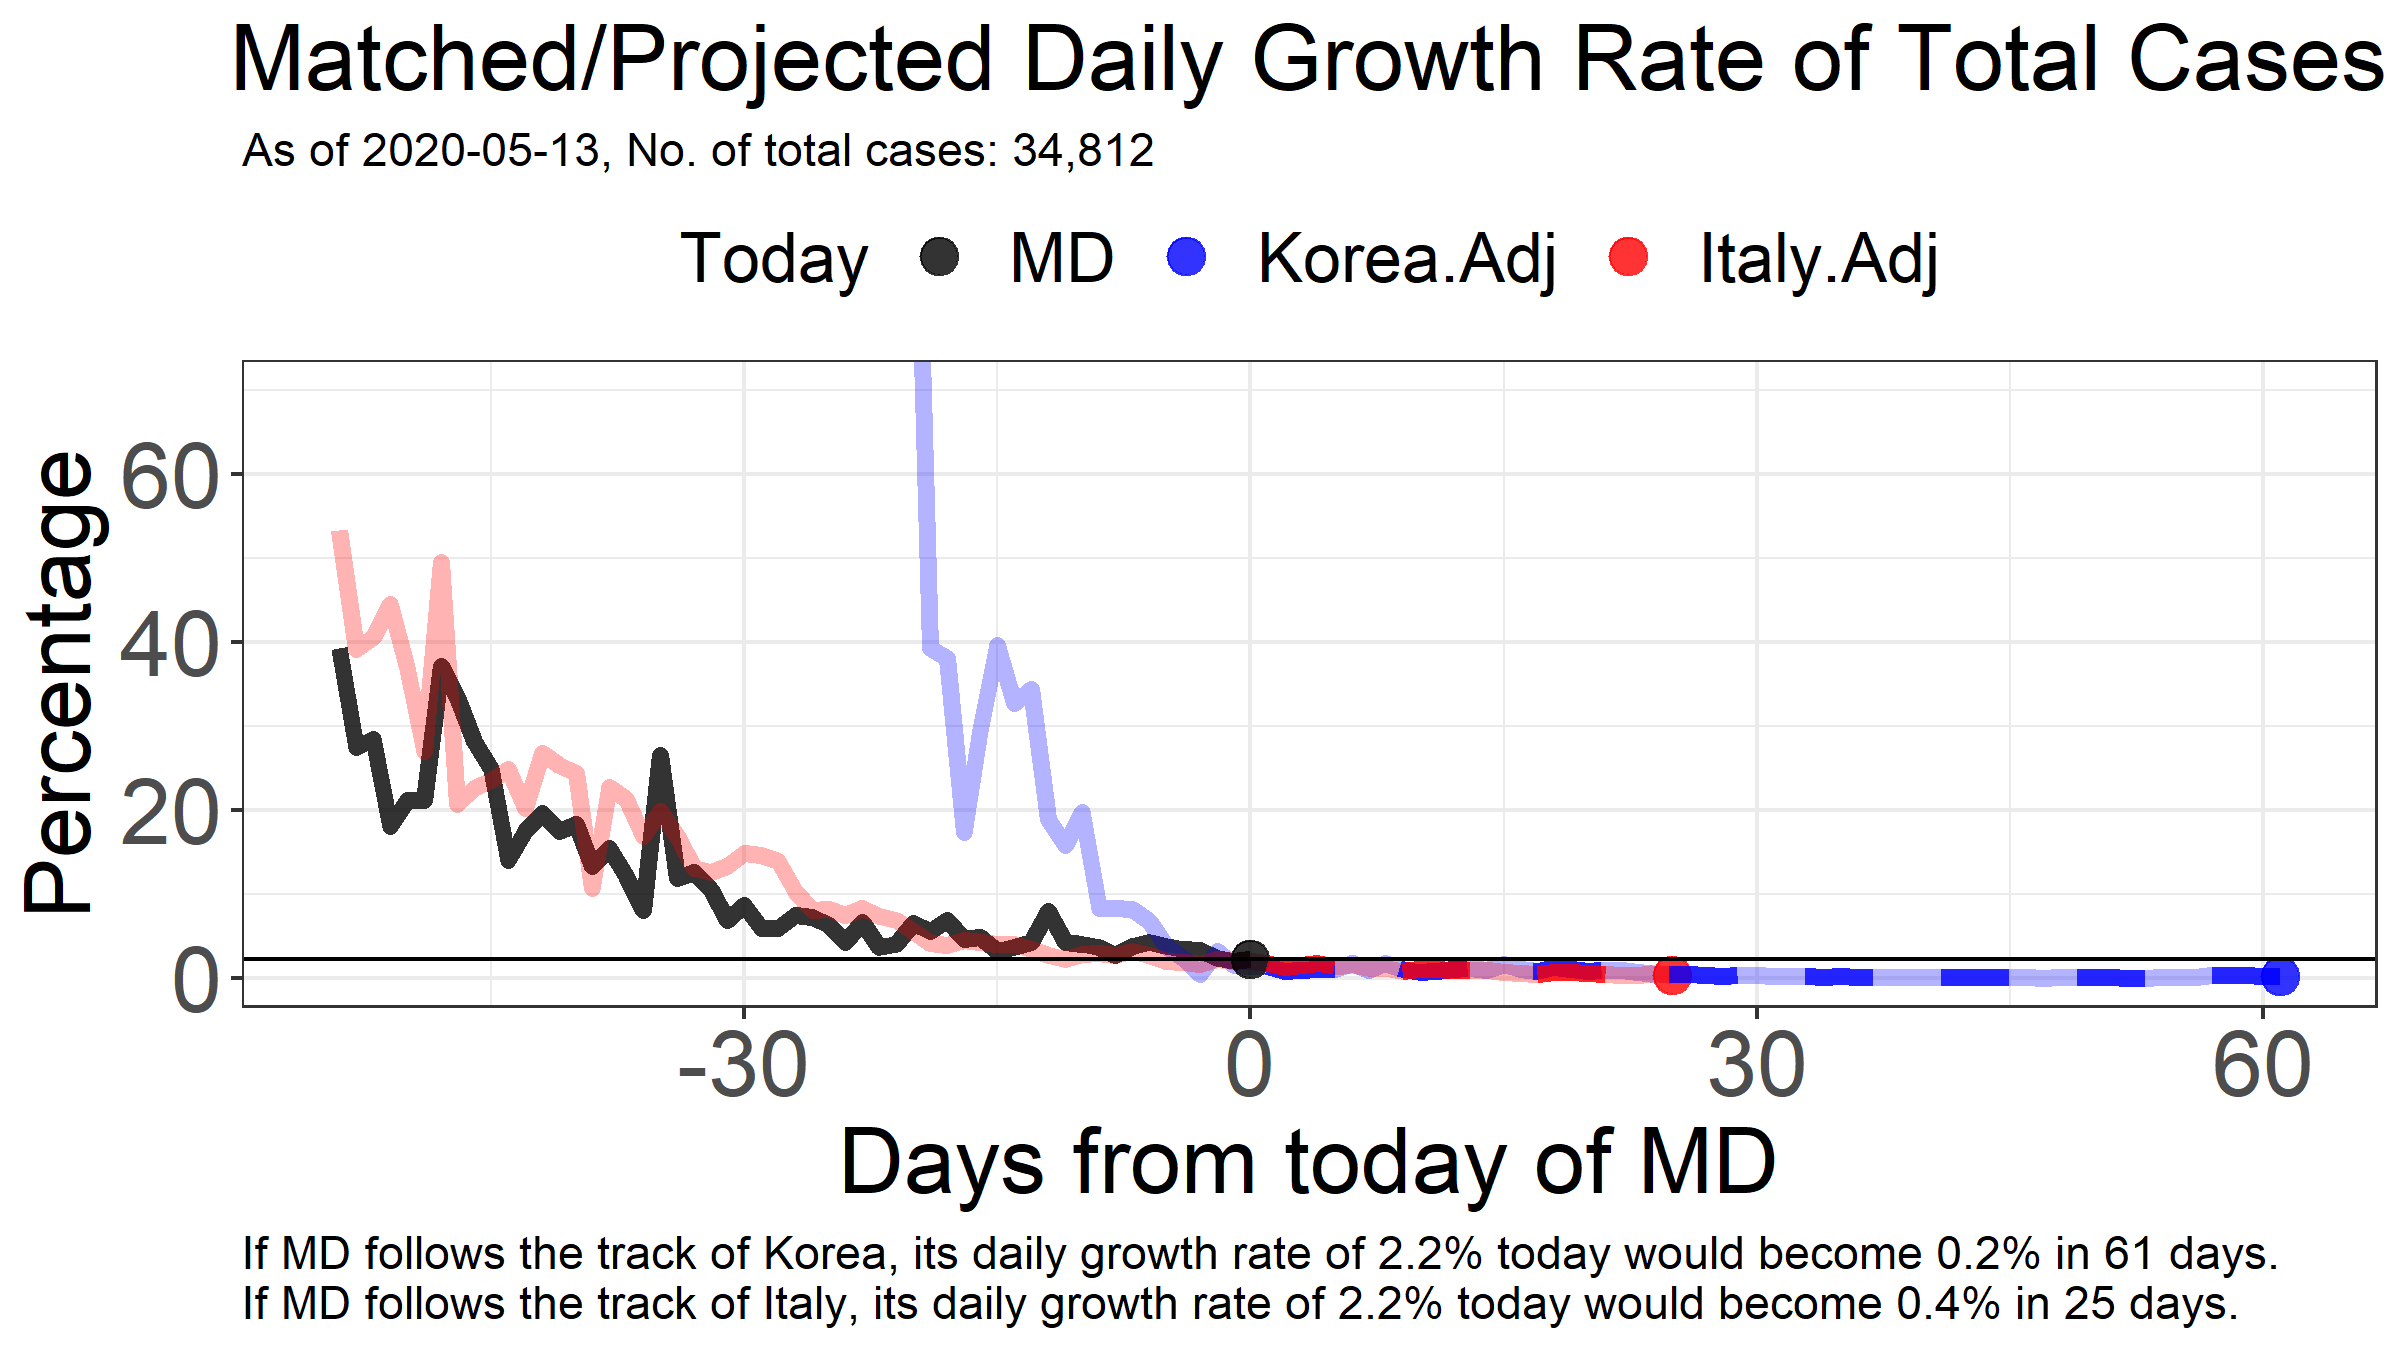 Matched/Projected Daily Growth Rate of Total Cases
As of 2020-05-13, No. of total cases: 34,812
Today MD Korea.Adj Italy.Adj
Percentage
60
40
20
0
-30 0 30 60
Days from today of MD
If MD follows the track of Korea, its daily growth rate of 2.2% today would become 0.2% in 61 days.
If MD follows the track of Italy, its daily growth rate of 2.2% today would become 0.4% in 25 days.